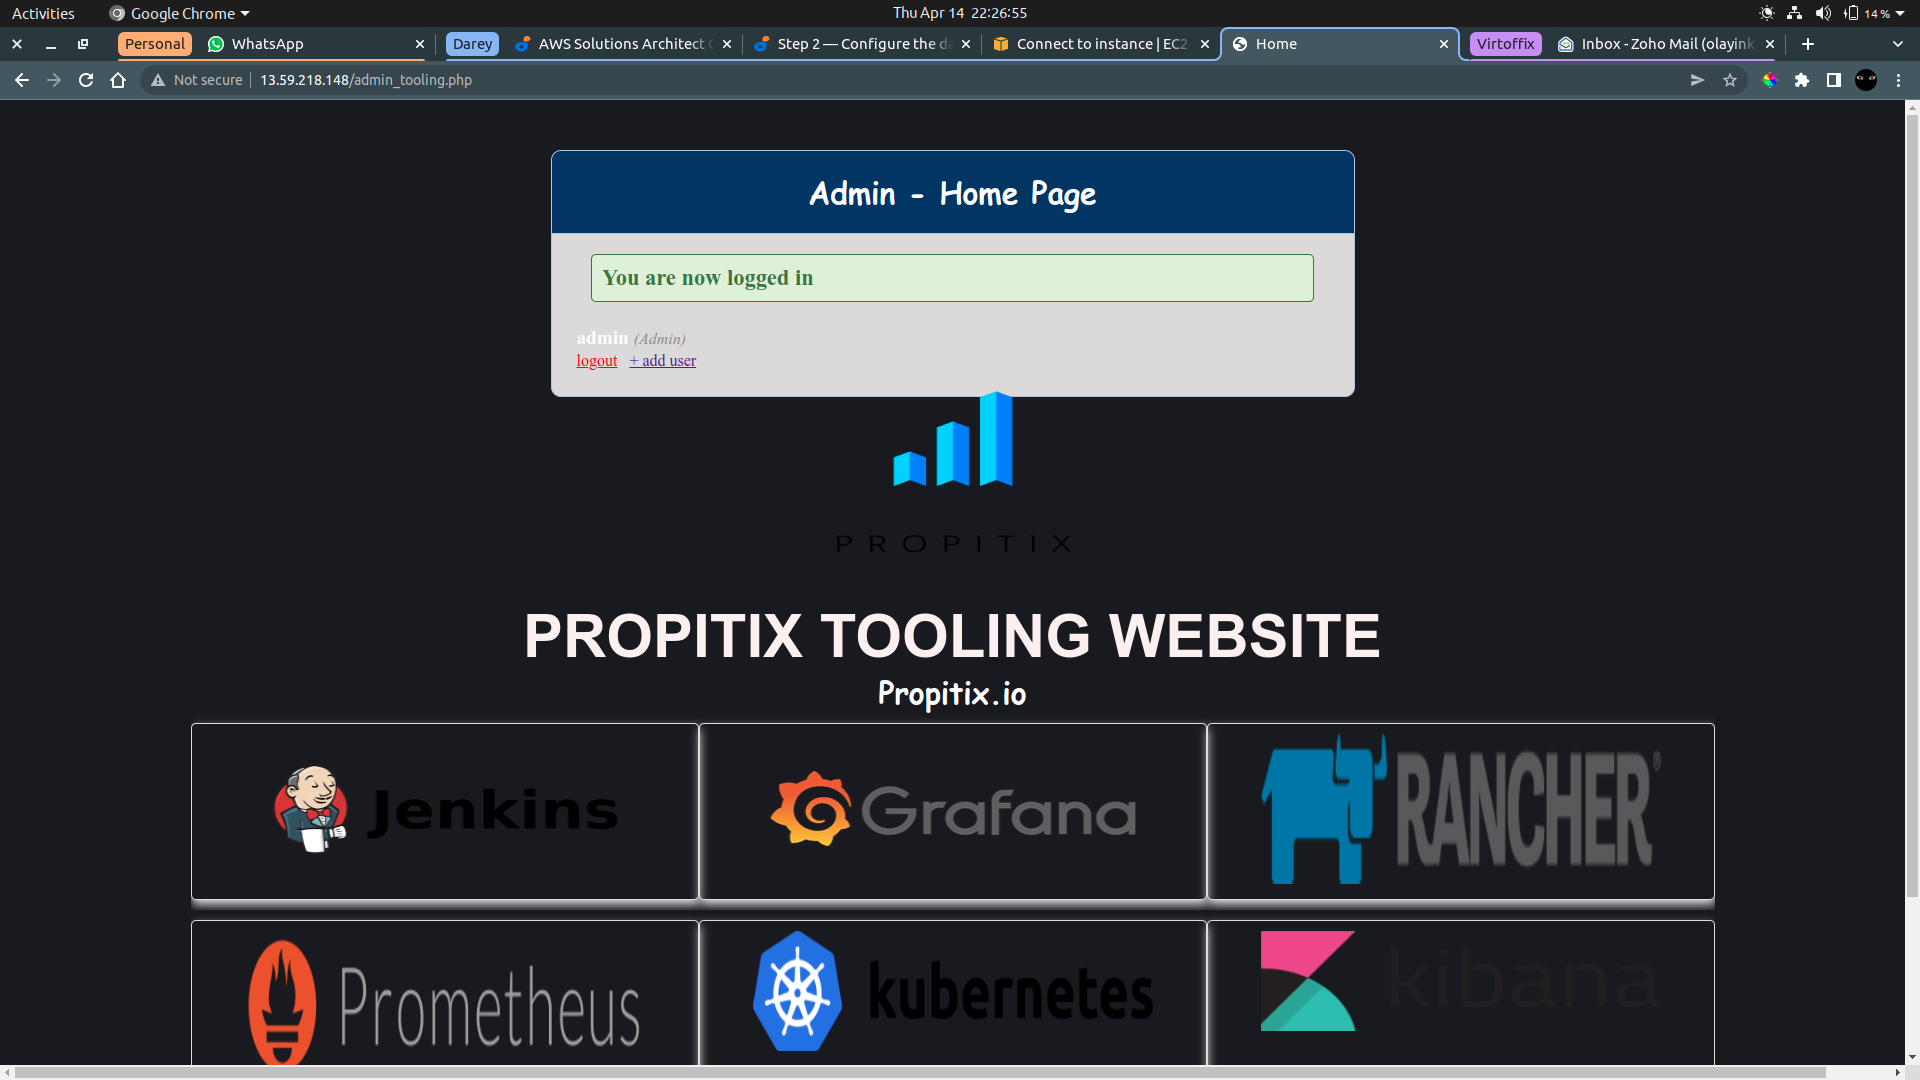 Activities
Google Chrome
Thu Apr 14 22:26:55
14 %
Personal
WhatsApp
Darey
AWS Solutions Architect
Step 2 — Configure the da
Connect to instance | EC2
Home
Virtoffix
Inbox - Zoho Mail (olayink
Not secure
13.59.218.148/admin_tooling.php
Admin - Home Page
You are now logged in
admin (Admin)
logout + add user
PROPITIX
PROPITIX TOOLING WEBSITE
Propitix.io
Jenkins
Grafana
RANCHER®
Prometheus
kubernetes
kibana